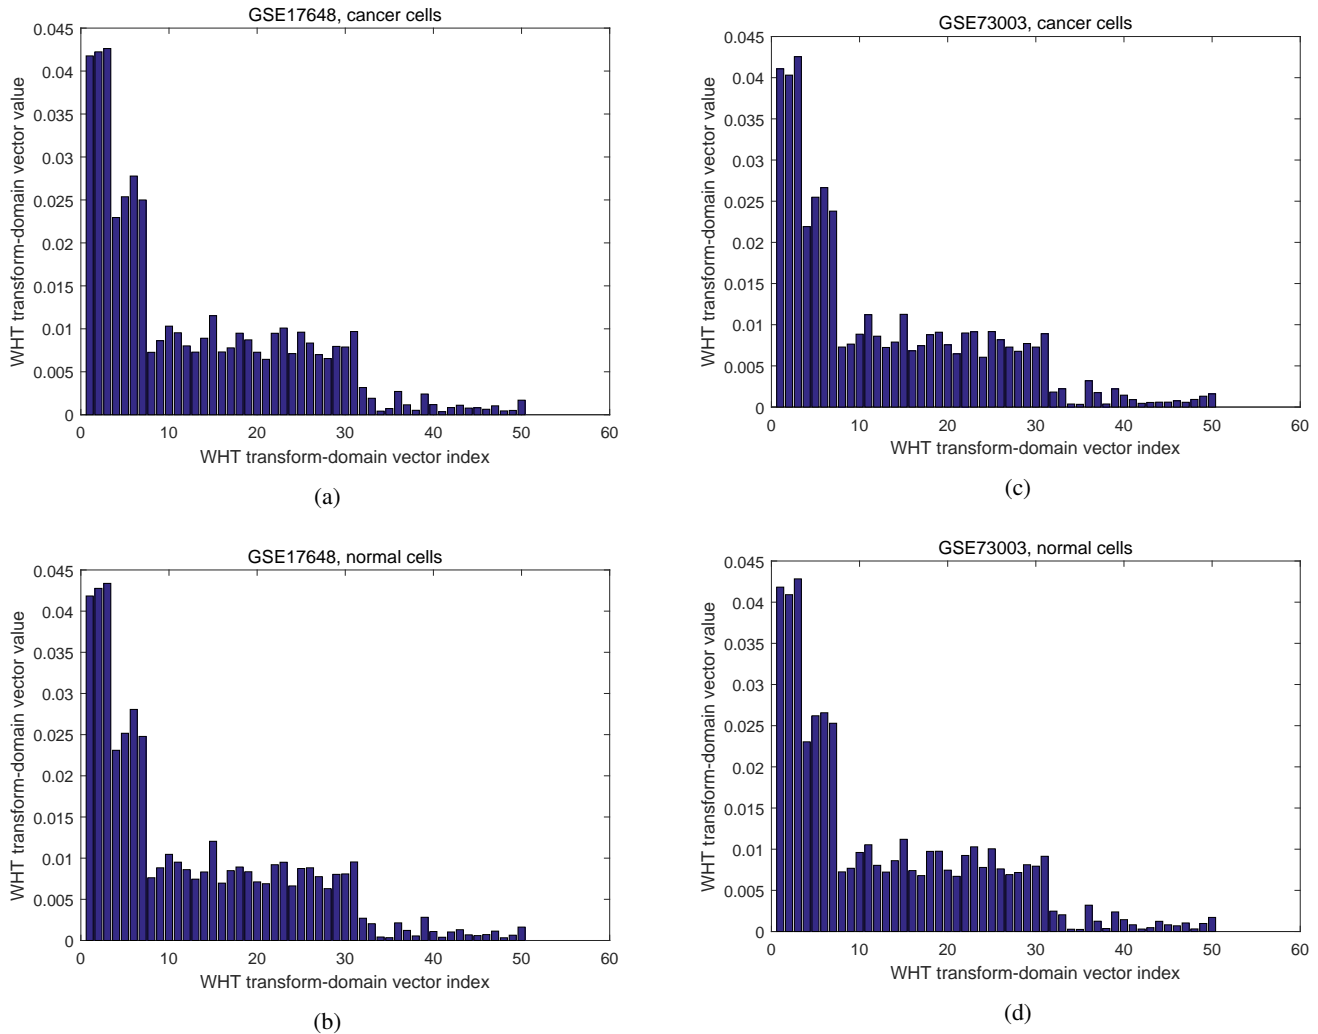 GSE17648, cancer cells
WHT transform-domain vector value
0.045
0.04
0.035
0.03
0.025
0.02
0.015
0.01
0.005
0
0 10 20 30 40 50 60
WHT transform-domain vector index
(a)
GSE73003, cancer cells
WHT transform-domain vector value
0.045
0.04
0.035
0.03
0.025
0.02
0.015
0.01
0.005
0
0 10 20 30 40 50 60
WHT transform-domain vector index
(c)
GSE17648, normal cells
WHT transform-domain vector value
0.045
0.04
0.035
0.03
0.025
0.02
0.015
0.01
0.005
0
0 10 20 30 40 50 60
WHT transform-domain vector index
(b)
GSE73003, normal cells
WHT transform-domain vector value
0.045
0.04
0.035
0.03
0.025
0.02
0.015
0.01
0.005
0
0 10 20 30 40 50 60
WHT transform-domain vector index
(d)